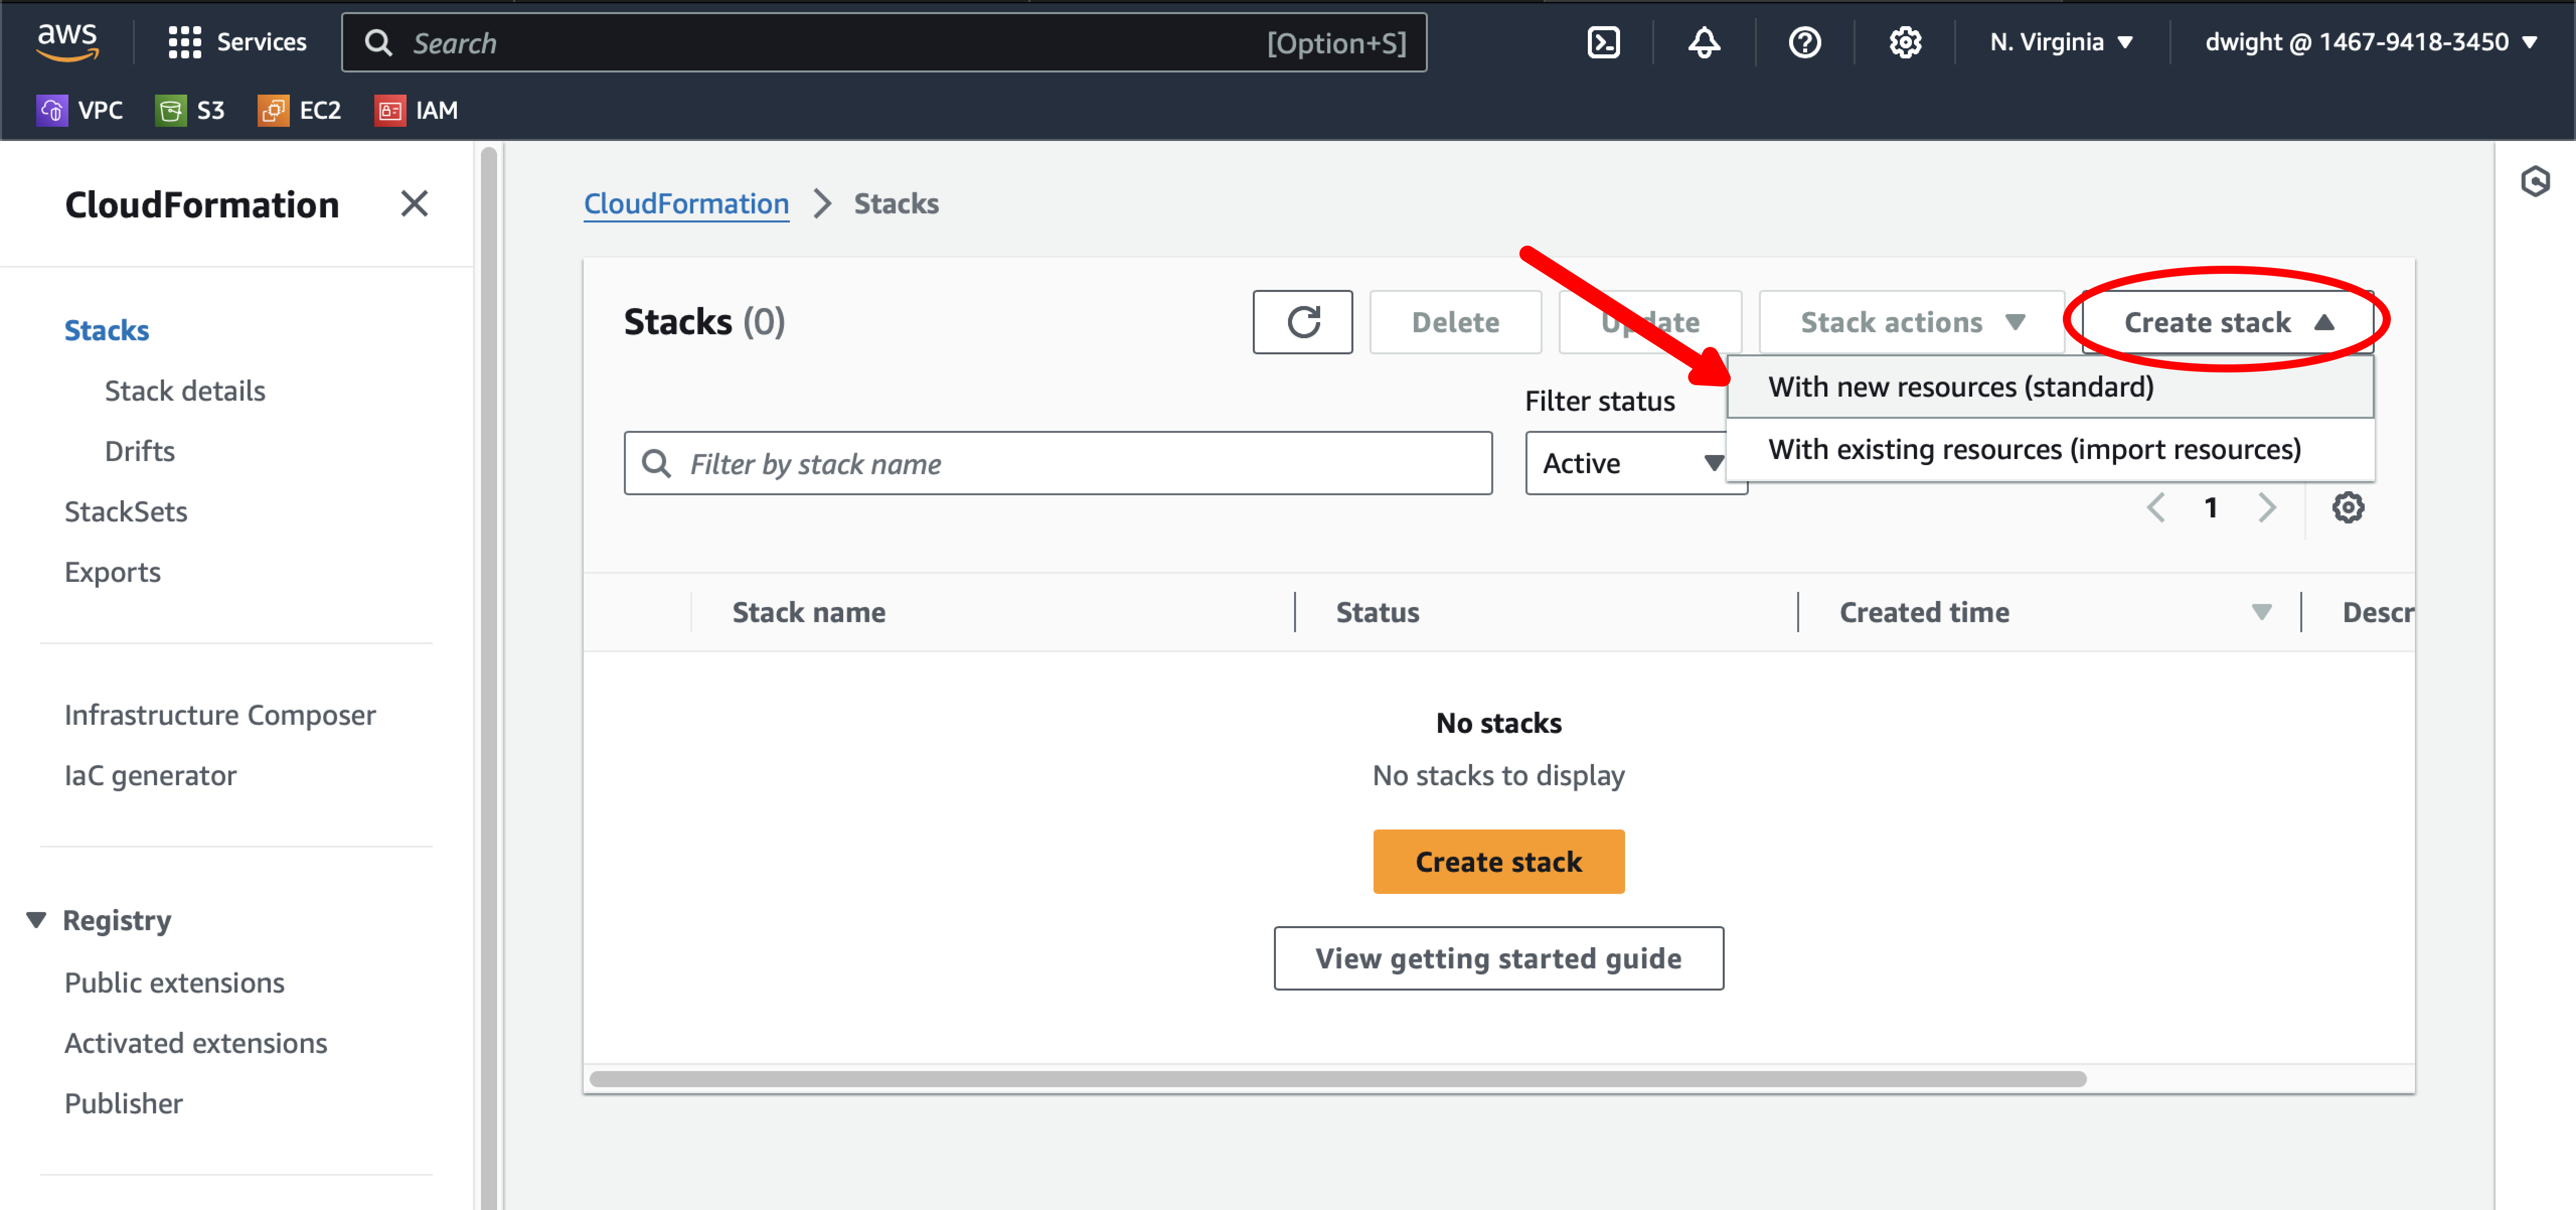 aws
Services
Search
[Option+S]
N. Virginia
dwight @ 1467-9418-3450
VPC
S3
EC2
IAM
CloudFormation
Stacks
Stack details
Drifts
StackSets
Exports
Infrastructure Composer
IaC generator
Registry
Public extensions
Activated extensions
Publisher
CloudFormation
Stacks
Stacks (0)
Delete
Update
Stack actions
Create stack
With new resources (standard)
With existing resources (import resources)
Filter status
Filter by stack name
Active
1
Stack name
Status
Created time
Descr
No stacks
No stacks to display
Create stack
View getting started guide